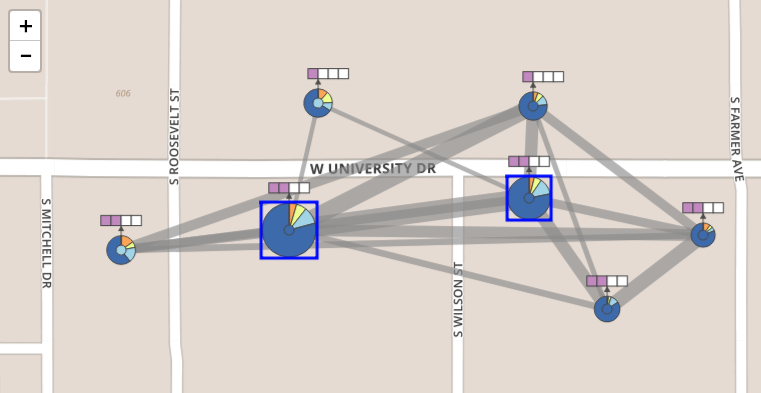 +
−
606
S ROOSEVELT ST
S FARMER AVE
W UNIVERSITY DR
S MITCHELL DR
S WILSON ST